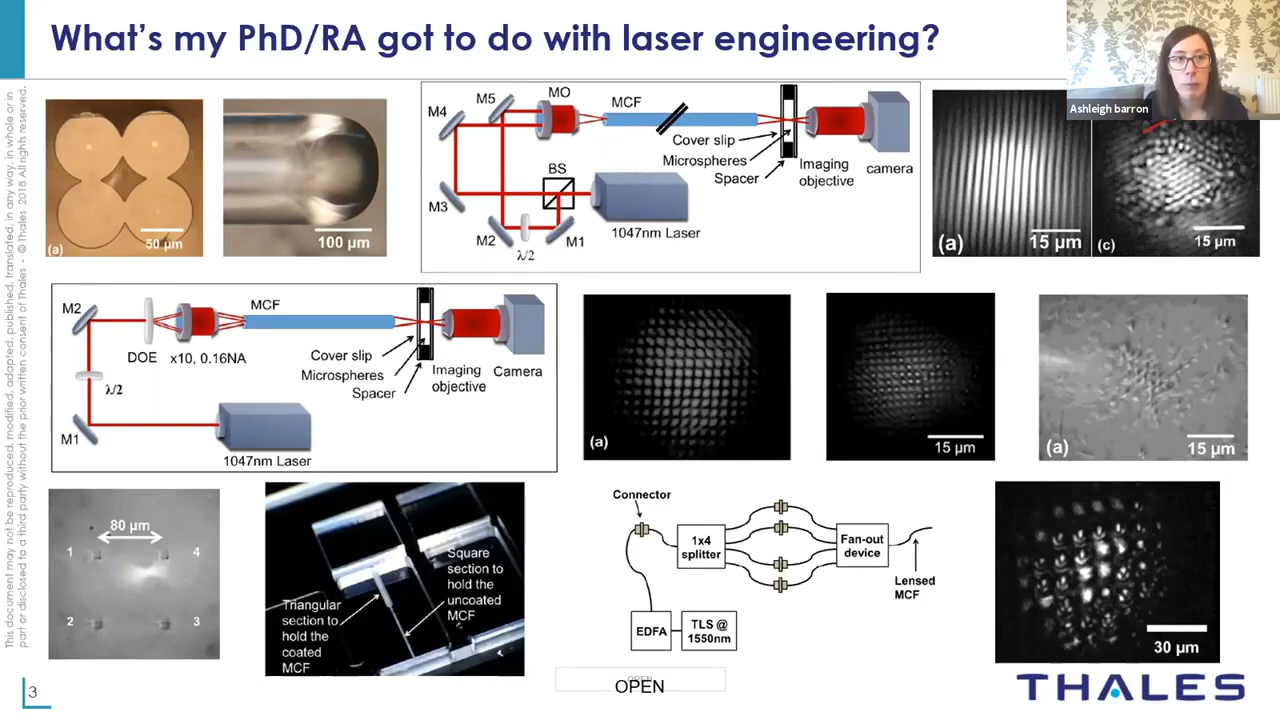 What's my PhD/RA got to do with laser engineering?
Ashleigh barron
This document may not be reproduced, modified, adapted, published, translated, in any way, in whole or in
part or disclosed to a third party without the prior written consent of Thales - © Thales 2018 All rights reserved.
(a)
50 µm
100 µm
M4
M5
MO
MCF
Cover slip
Microspheres
Spacer
Imaging
objective
camera
BS
M3
M2
λ/2
M1
1047nm Laser
(a)
15 µm
(c)
15 µm
M2
MCF
DOE
x10, 0.16NA
Cover slip
Microspheres
Spacer
Imaging
objective
Camera
λ/2
M1
1047nm Laser
(a)
15 µm
(a)
15 µm
80 µm
1
4
2
3
Square
section to
hold the
uncoated
MCF
Triangular
section to
hold the
coated
MCF
Connector
1x4
splitter
Fan-out
device
Lensed
MCF
EDFA
TLS @
1550nm
30 µm
3
OPEN
OPEN
THALES